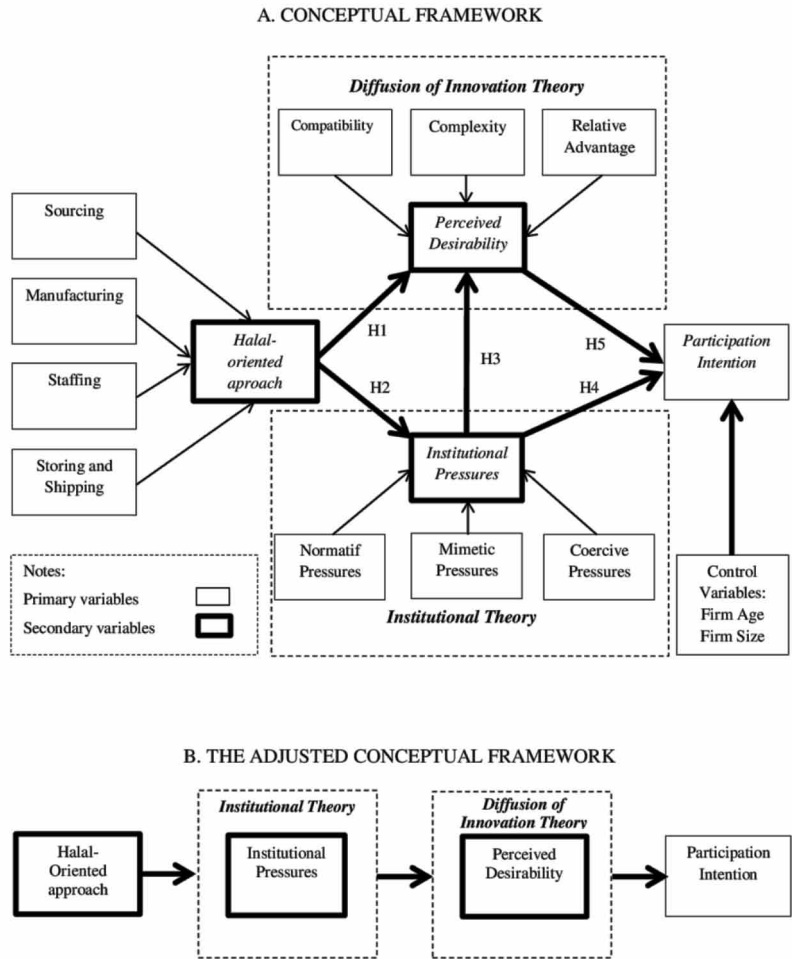 A. CONCEPTUAL FRAMEWORK
Diffusion of Innovation Theory
Compatibility
Complexity
Relative
Advantage
Sourcing
Perceived
Desirability
Manufacturing
H1
Halal-
oriented
aproach
H3
H5
Participation
Intention
Staffing
H2
H4
Storing and
Shipping
Institutional
Pressures
Normatif
Pressures
Mimetic
Pressures
Coercive
Pressures
Institutional Theory
Notes:
Primary variables
Secondary variables
Control
Variables:
Firm Age
Firm Size
B. THE ADJUSTED CONCEPTUAL FRAMEWORK
Halal-
Oriented
approach
Institutional Theory
Institutional
Pressures
Diffusion of
Innovation Theory
Perceived
Desirability
Participation
Intention